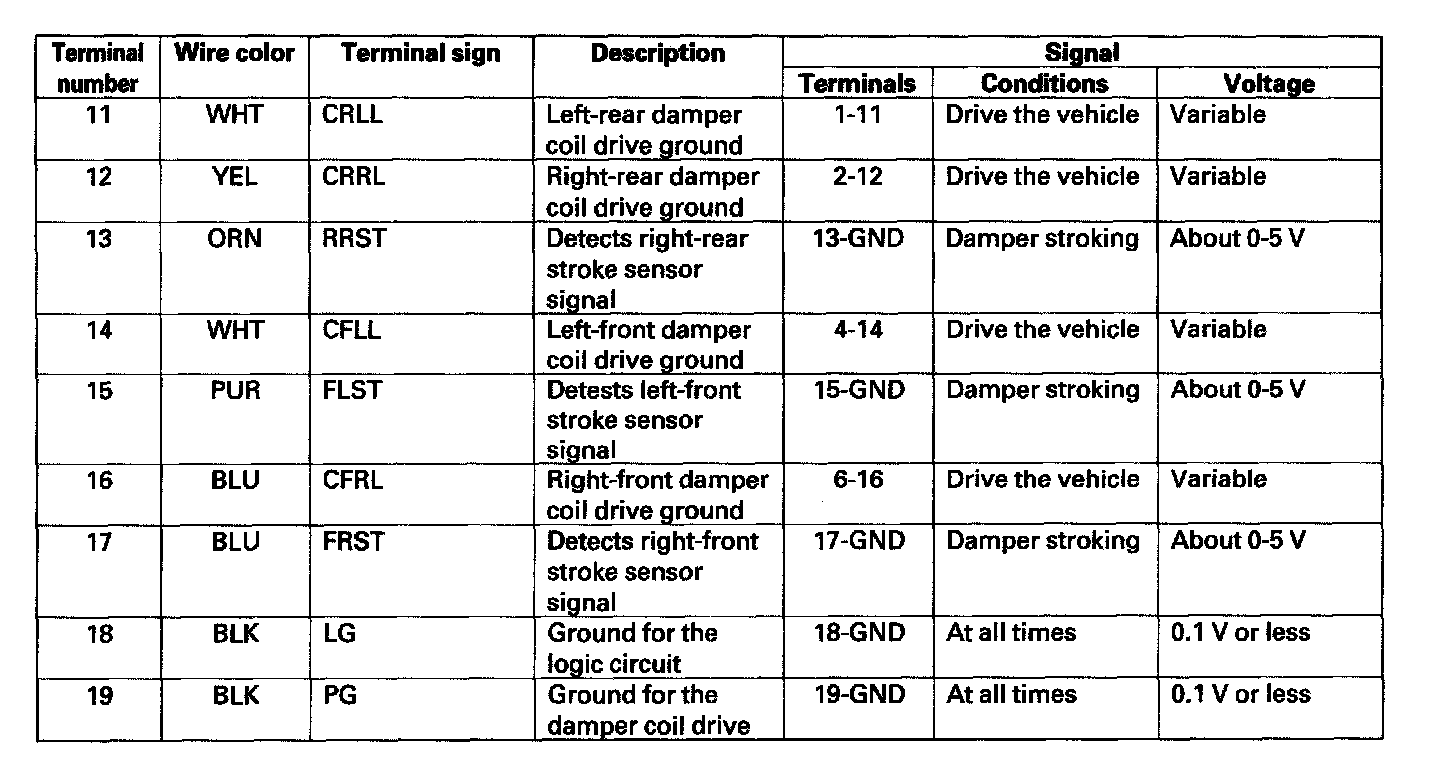 Terminal Wire color Terminal sign Description Signal
number Terminals Conditions Voltage
11 WHT CRLL Left-rear damper 1-11 Drive the vehicle Variable
coil drive ground
12 YEL CRRL Right-rear damper 2-12 Drive the vehicle Variable
coil drive ground
13 ORN RRST Detects right-rear 13-GND Damper stroking About 0-5 V
stroke sensor
signal
14 WHT CFLL Left-front damper 4-14 Drive the vehicle Variable
coil drive ground
15 PUR FLST Detests left-front 15-GND Damper stroking About 0-5 V
stroke sensor
signal
16 BLU CFRL Right-front damper 6-16 Drive the vehicle Variable
coil drive ground
17 BLU FRST Detects right-front 17-GND Damper stroking About 0-5 V
stroke sensor
signal
18 BLK LG Ground for the 18-GND At all times 0.1 V or less
logic circuit
19 BLK PG Ground for the 19-GND At all times 0.1 V or less
damper coil drive